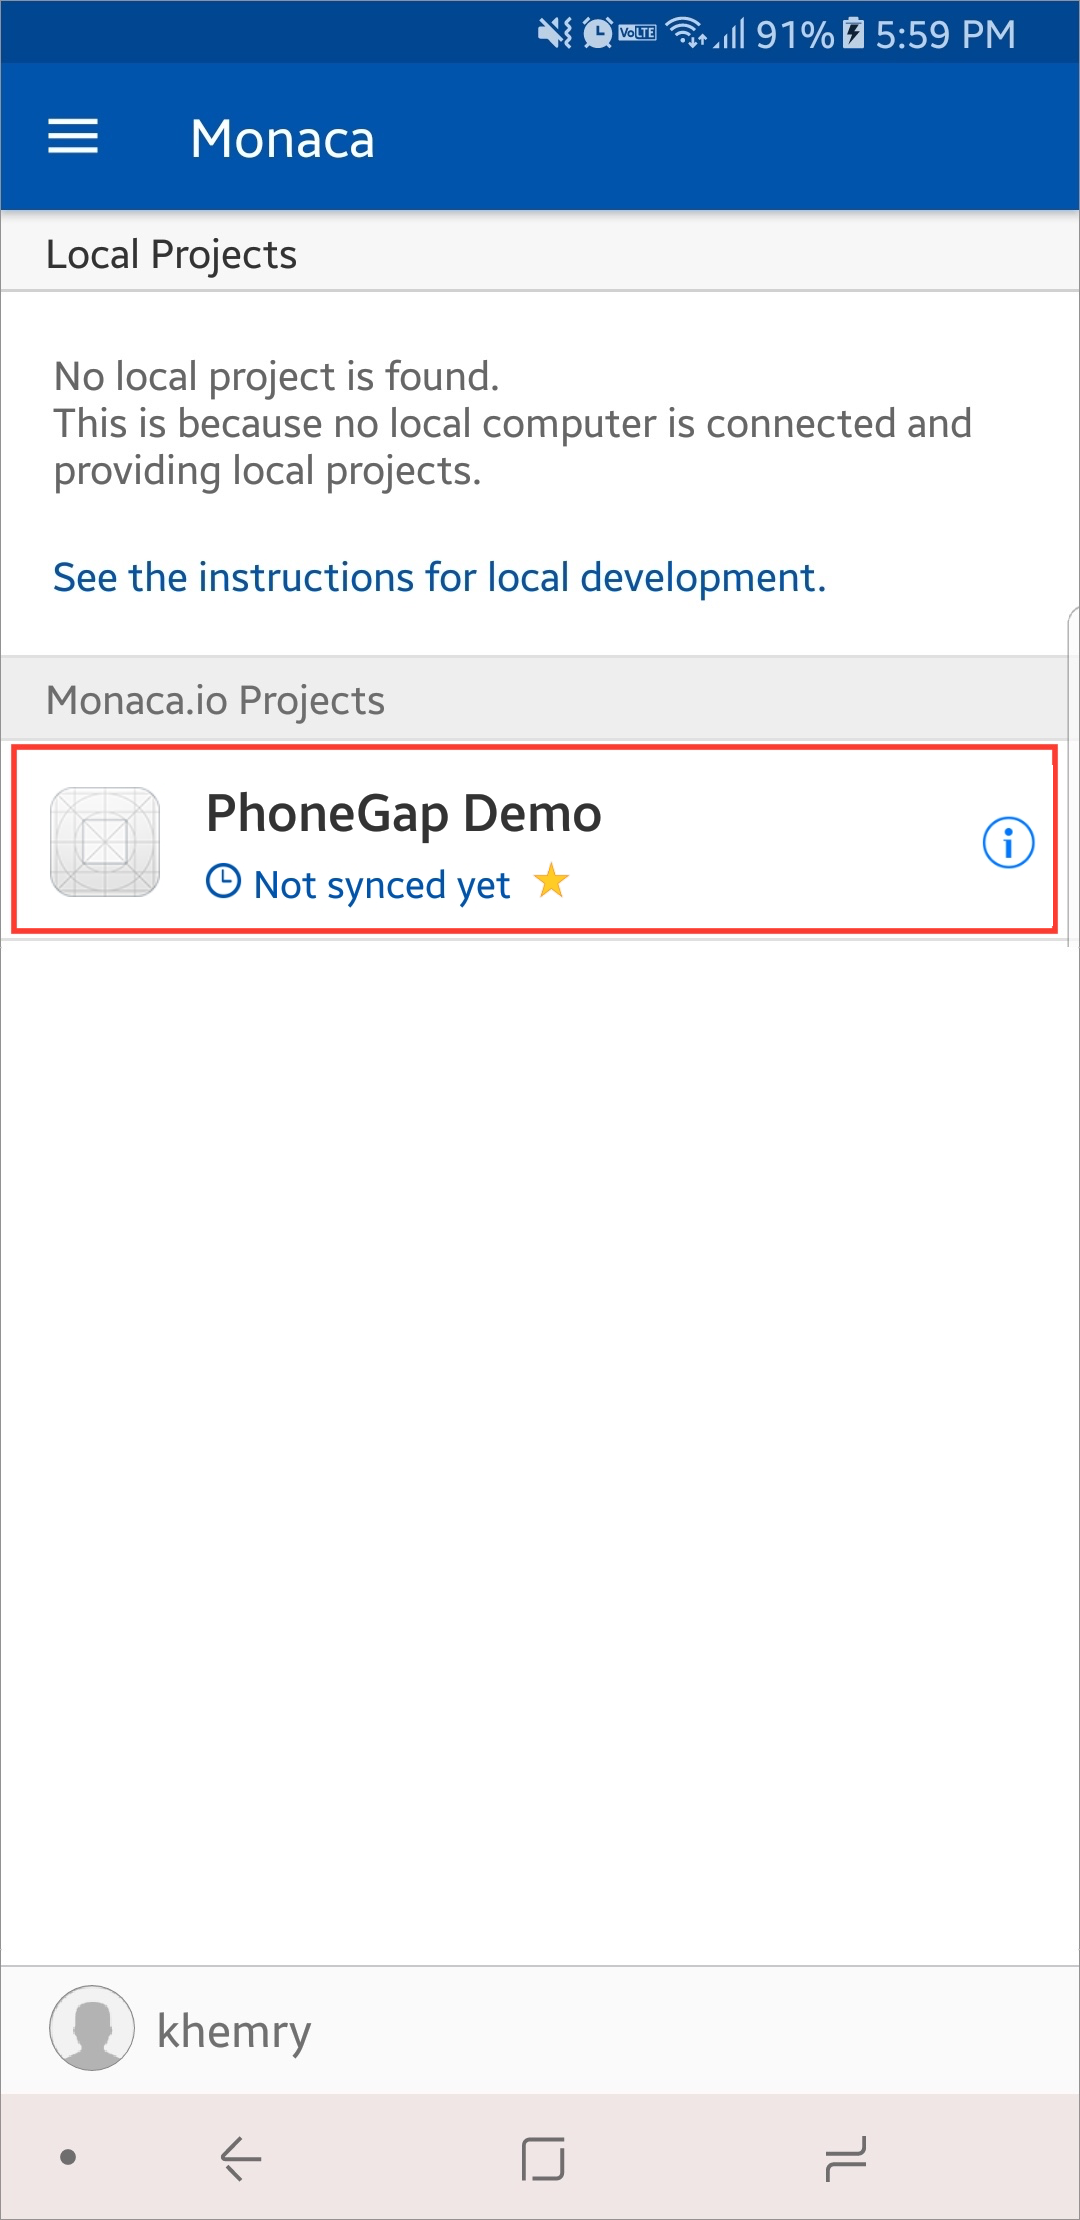 VoLTE 91% 5:59 PM
Monaca
Local Projects
No local project is found.
This is because no local computer is connected and
providing local projects.
See the instructions for local development.
Monaca.io Projects
PhoneGap Demo
Not synced yet
khemry